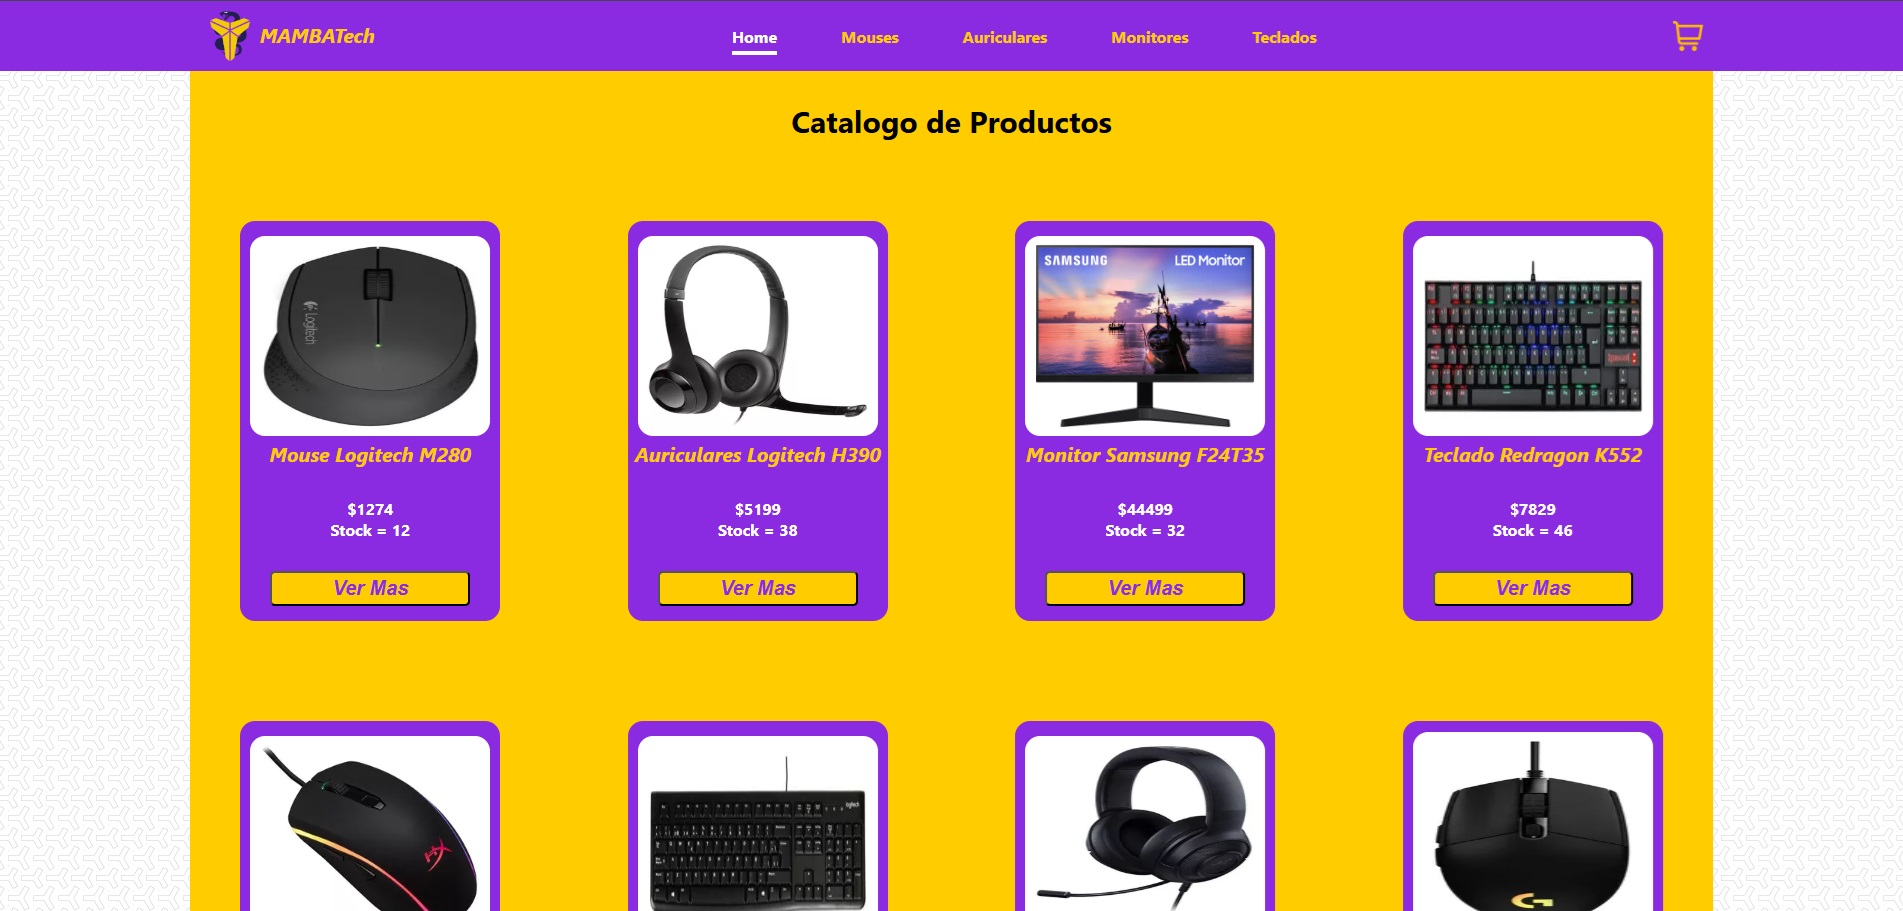 MAMBATech
Home Mouses Auriculares Monitores Teclados
Catalogo de Productos
Logitech
SAMSUNG LED Monitor
Mouse Logitech M280
Auriculares Logitech H390
Monitor Samsung F24T35
Teclado Redragon K552
$1274
Stock = 12
$5199
Stock = 38
$44499
Stock = 32
$7829
Stock = 46
Ver Mas
Ver Mas
Ver Mas
Ver Mas
HX
logitech
G